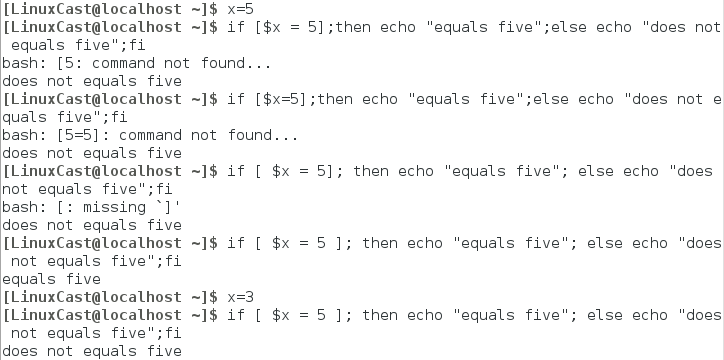 [LinuxCast@localhost ~]$ x=5
[LinuxCast@localhost ~]$ if [$x = 5];then echo "equals five";else echo "does not
 equals five";fi
bash: [5: command not found...
does not equals five
[LinuxCast@localhost ~]$ if [$x=5];then echo "equals five";else echo "does not e
quals five";fi
bash: [5=5]: command not found...
does not equals five
[LinuxCast@localhost ~]$ if [ $x = 5]; then echo "equals five"; else echo "does
not equals five";fi
bash: [: missing `]'
does not equals five
[LinuxCast@localhost ~]$ if [ $x = 5 ]; then echo "equals five"; else echo "does
 not equals five";fi
equals five
[LinuxCast@localhost ~]$ x=3
[LinuxCast@localhost ~]$ if [ $x = 5 ]; then echo "equals five"; else echo "does
 not equals five";fi
does not equals five